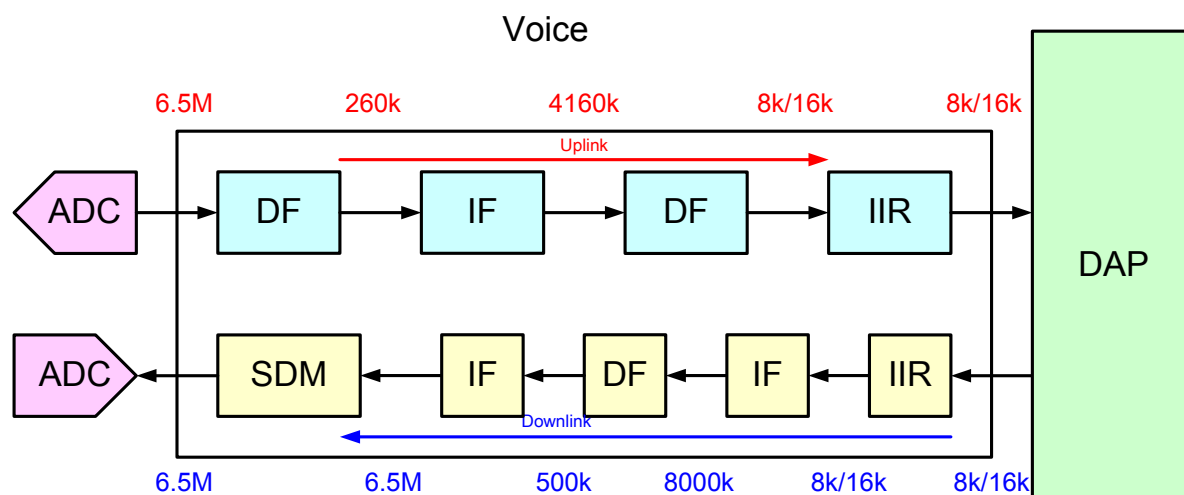 Voice
6.5M 260k 4160k 8k/16k 8k/16k
Uplink
ADC DF IF DF IIR
DAP
ADC SDM IF DF IF IIR
Downlink
6.5M 6.5M 500k 8000k 8k/16k 8k/16k